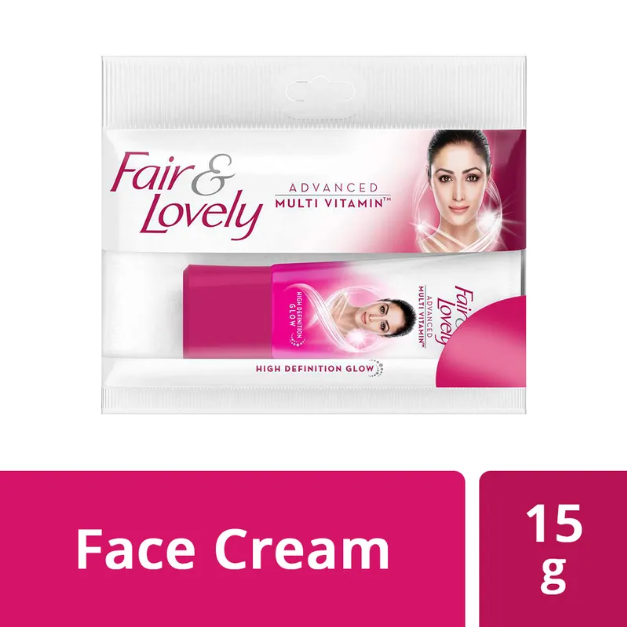 Fair &
Lovely
ADVANCED
MULTI VITAMIN™
HIGH DEFINITION
GLOW
Fair &
Lovely
ADVANCED
MULTI VITAMIN™
HIGH DEFINITION GLOW
Face Cream
15
g